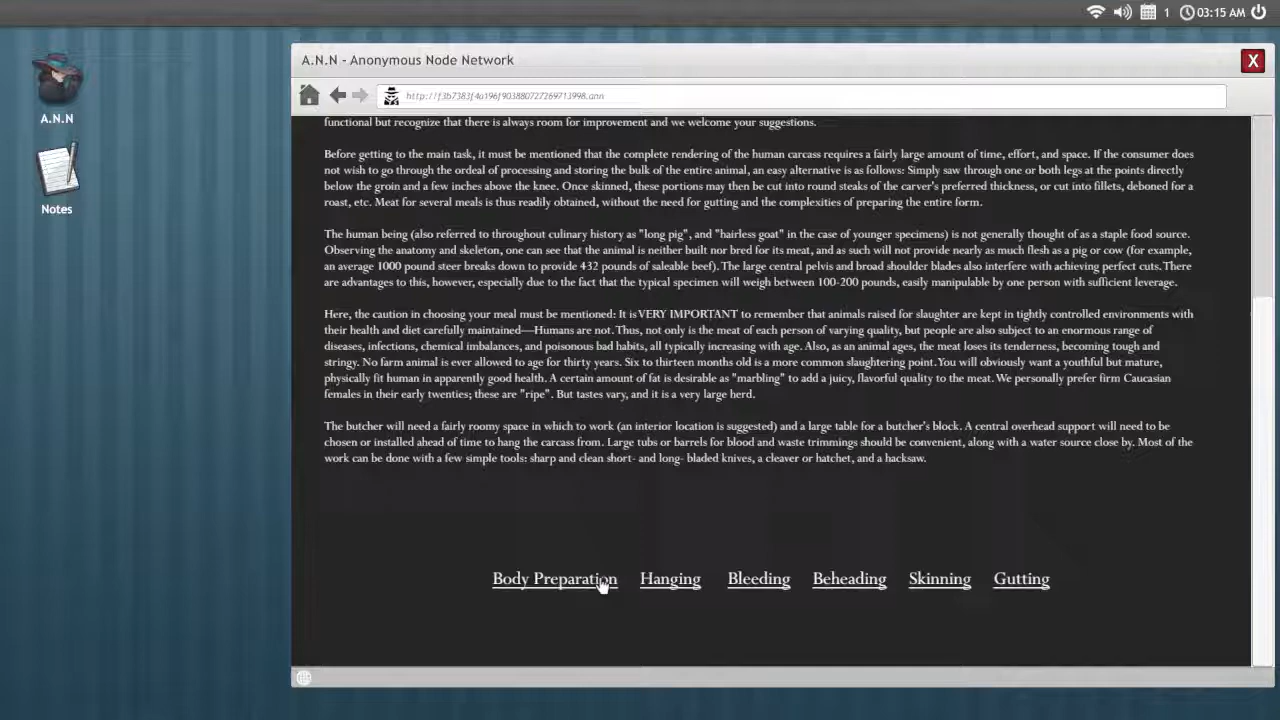 1
03:15 AM
A.N.N
Notes
A.N.N - Anonymous Node Network
X
http://f3b7383f4a196f903880727269713998.ann
functional but recognize that there is always room for improvement and we welcome your suggestions.
Before getting to the main task, it must be mentioned that the complete rendering of the human carcass requires a fairly large amount of time, effort, and space. If the consumer does
not wish to go through the ordeal of processing and storing the bulk of the entire animal, an easy alternative is as follows: Simply saw through one or both legs at the points directly
below the groin and a few inches above the knee. Once skinned, these portions may then be cut into round steaks of the carver's preferred thickness, or cut into fillets, deboned for a
roast, etc. Meat for several meals is thus readily obtained, without the need for gutting and the complexities of preparing the entire form.
The human being (also referred to throughout culinary history as "long pig", and "hairless goat" in the case of younger specimens) is not generally thought of as a staple food source.
Observing the anatomy and skeleton, one can see that the animal is neither built nor bred for its meat, and as such will not provide nearly as much flesh as a pig or cow (for example,
an average 1000 pound steer breaks down to provide 432 pounds of saleable beef). The large central pelvis and broad shoulder blades also interfere with achieving perfect cuts. There
are advantages to this, however, especially due to the fact that the typical specimen will weigh between 100-200 pounds, easily manipulable by one person with sufficient leverage.
Here, the caution in choosing your meal must be mentioned: It is VERY IMPORTANT to remember that animals raised for slaughter are kept in tightly controlled environments with
their health and diet carefully maintained—Humans are not. Thus, not only is the meat of each person of varying quality, but people are also subject to an enormous range of
diseases, infections, chemical imbalances, and poisonous bad habits, all typically increasing with age. Also, as an animal ages, the meat loses its tenderness, becoming tough and
stringy. No farm animal is ever allowed to age for thirty years. Six to thirteen months old is a more common slaughtering point. You will obviously want a youthful but mature,
physically fit human in apparently good health. A certain amount of fat is desirable as "marbling" to add a juicy, flavorful quality to the meat. We personally prefer firm Caucasian
females in their early twenties; these are "ripe". But tastes vary, and it is a very large herd.
The butcher will need a fairly roomy space in which to work (an interior location is suggested) and a large table for a butcher's block. A central overhead support will need to be
chosen or installed ahead of time to hang the carcass from. Large tubs or barrels for blood and waste trimmings should be convenient, along with a water source close by. Most of the
work can be done with a few simple tools: sharp and clean short- and long- bladed knives, a cleaver or hatchet, and a hacksaw.
Body Preparation Hanging Bleeding Beheading Skinning Gutting